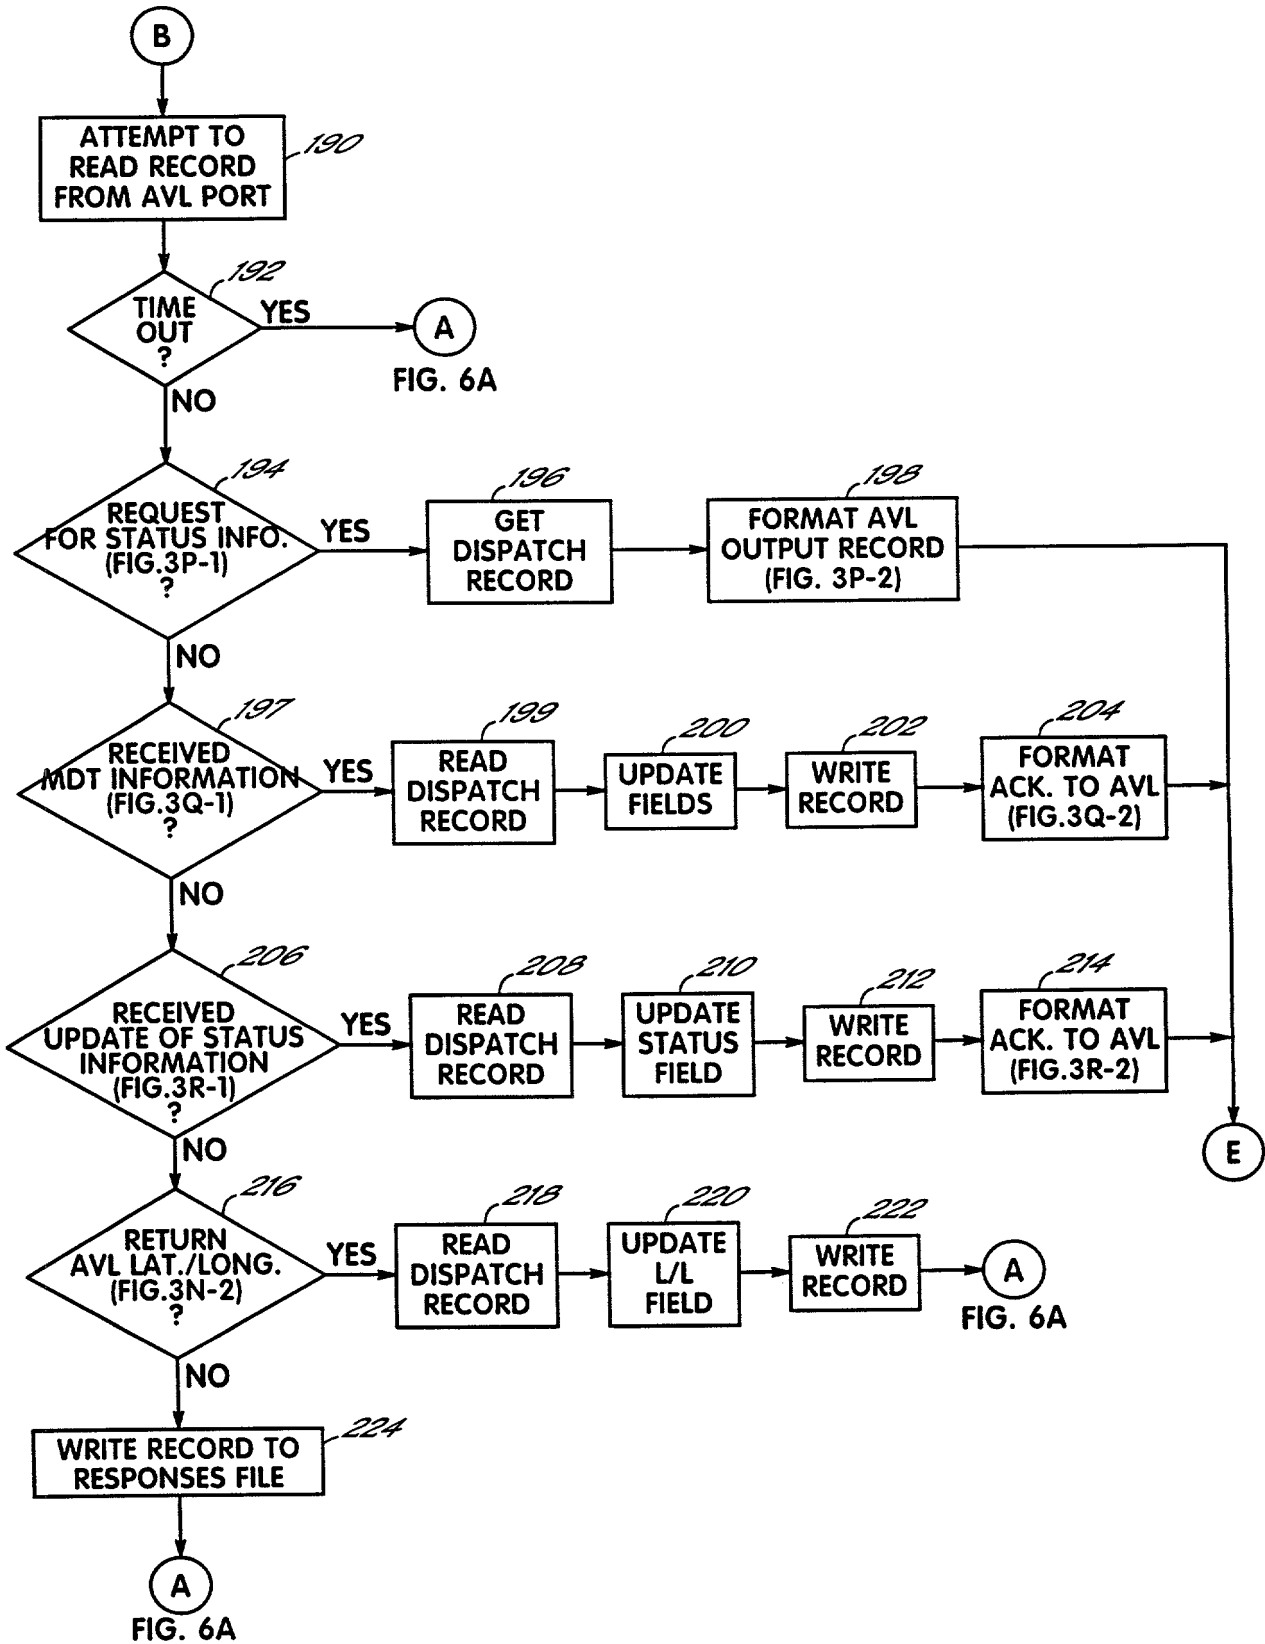 B
ATTEMPT TO
READ RECORD
FROM AVL PORT
190
TIME
OUT
?
192
YES
A
FIG. 6A
NO
REQUEST
FOR STATUS INFO.
(FIG.3P-1)
?
194
YES
GET
DISPATCH
RECORD
196
FORMAT AVL
OUTPUT RECORD
(FIG. 3P-2)
198
NO
RECEIVED
MDT INFORMATION
(FIG.3Q-1)
?
197
YES
READ
DISPATCH
RECORD
199
UPDATE
FIELDS
200
WRITE
RECORD
202
FORMAT
ACK. TO AVL
(FIG.3Q-2)
204
NO
RECEIVED
UPDATE OF STATUS
INFORMATION
(FIG.3R-1)
?
206
YES
READ
DISPATCH
RECORD
208
UPDATE
STATUS
FIELD
210
WRITE
RECORD
212
FORMAT
ACK. TO AVL
(FIG.3R-2)
214
E
NO
RETURN
AVL LAT./LONG.
(FIG.3N-2)
?
216
YES
READ
DISPATCH
RECORD
218
UPDATE
L/L
FIELD
220
WRITE
RECORD
222
A
FIG. 6A
NO
WRITE RECORD TO
RESPONSES FILE
224
A
FIG. 6A